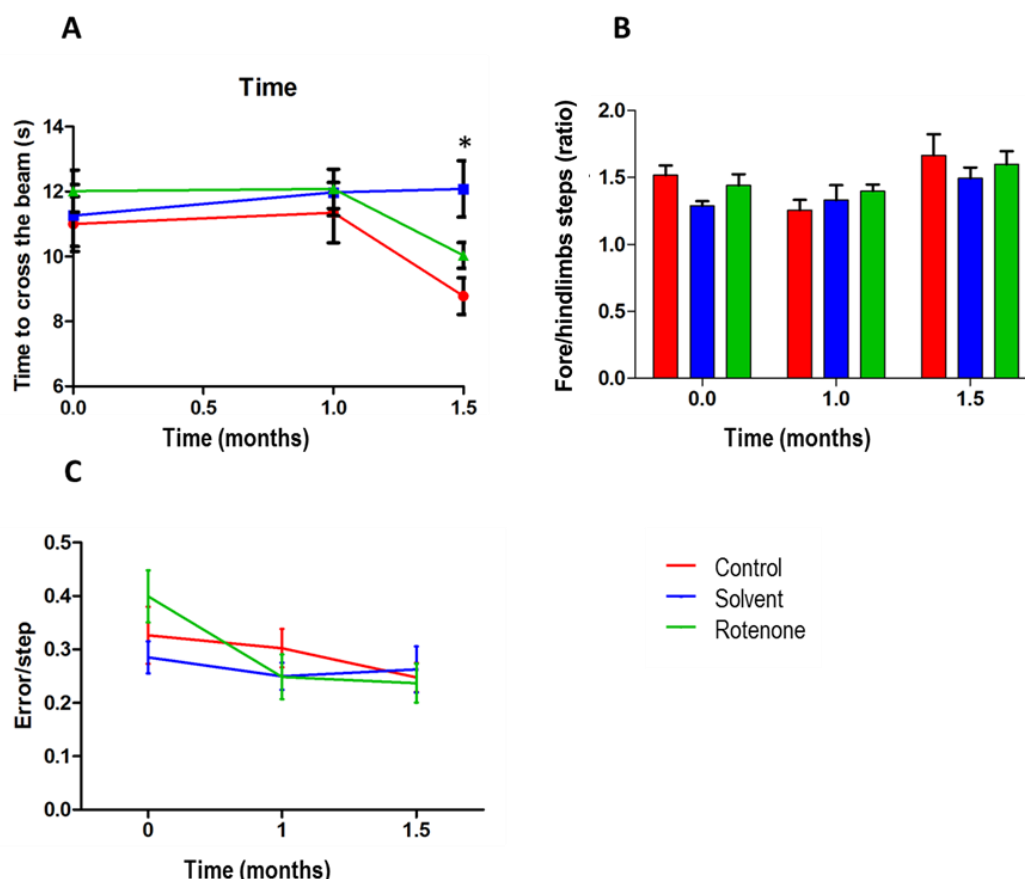 A
Time
Time to cross the beam (s)
14
12
10
8
6
0.0
0.5
1.0
1.5
*
Time (months)
B
Fore/hindlimbs steps (ratio)
2.0
1.5
1.0
0.5
0.0
0.0
1.0
1.5
Time (months)
C
Error/step
0.5
0.4
0.3
0.2
0.1
0.0
0
1
1.5
Time (months)
Control
Solvent
Rotenone